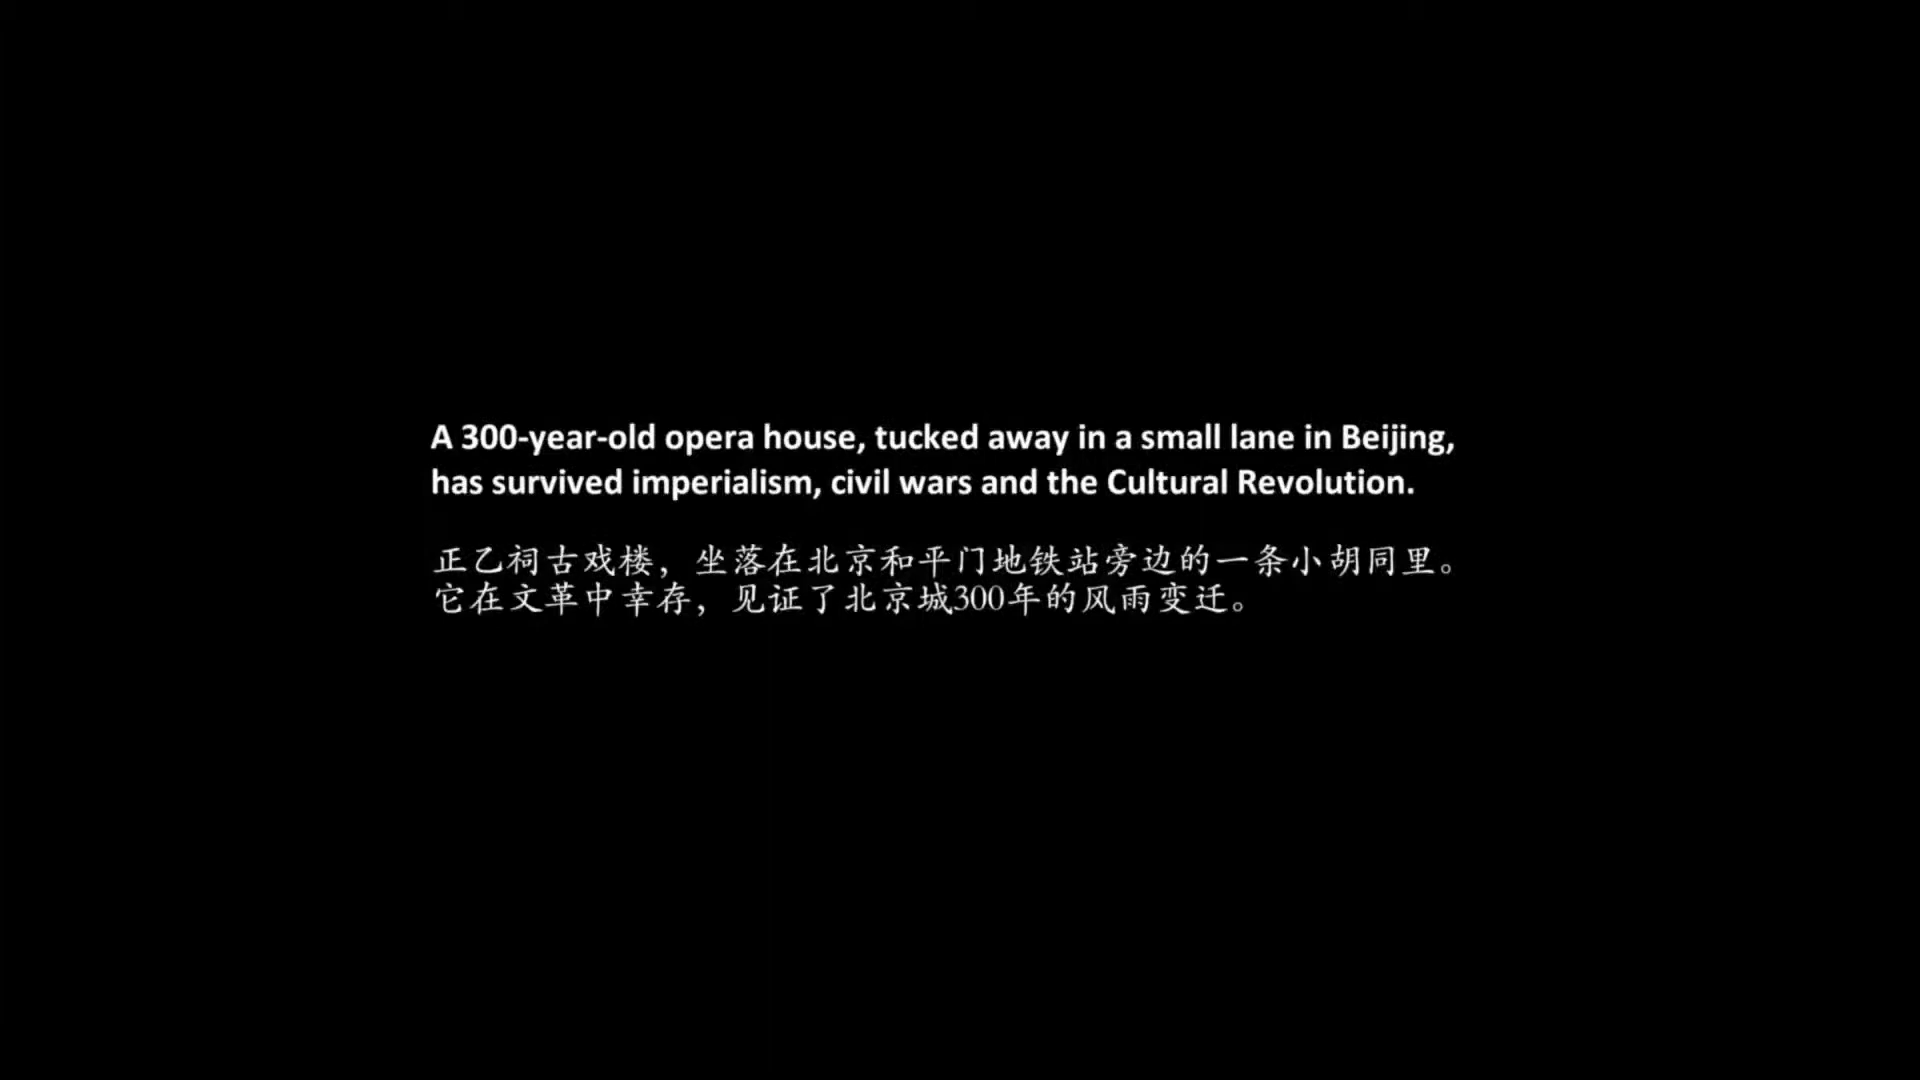 A 300-year-old opera house, tucked away in a small lane in Beijing,
has survived imperialism, civil wars and the Cultural Revolution.
正乙祠古戏楼，坐落在北京和平门地铁站旁边的一条小胡同里。
它在文革中幸存，见证了北京城300年的风雨变迁。